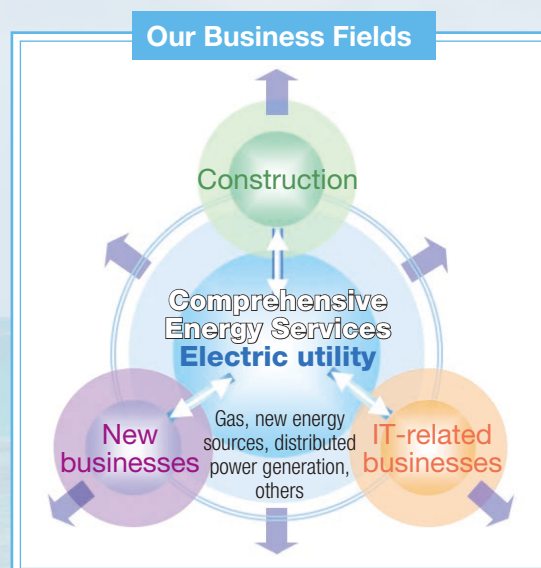 Our Business Fields
Construction
Comprehensive
Energy Services
Electric utility
Gas, new energy
sources, distributed
power generation,
others
New
businesses
IT-related
businesses